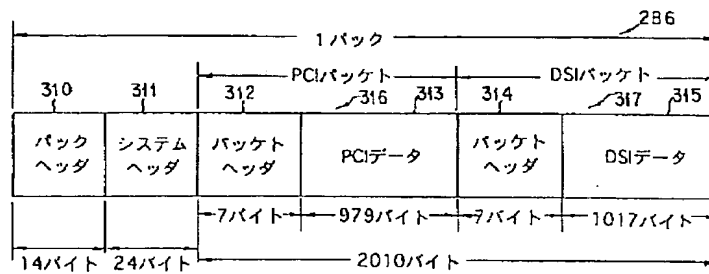 286
1パック
PCIパケット
DSIパケット
310
311
312
316
313
314
317
315
パック
ヘッダ
システム
ヘッダ
パケット
ヘッダ
PCIデータ
パケット
ヘッダ
DSIデータ
7バイト
979バイト
7バイト
1017バイト
14バイト
24バイト
2010バイト